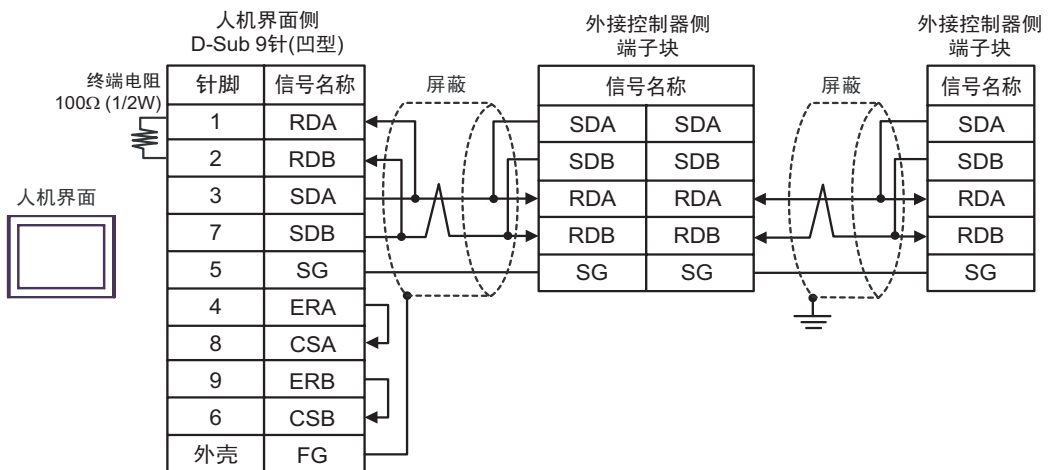 人机界面侧
D-Sub 9针(凹型)
外接控制器侧
端子块
外接控制器侧
端子块
终端电阻
100Ω (1/2W)
人机界面
针脚 信号名称
1 RDA
2 RDB
3 SDA
7 SDB
5 SG
4 ERA
8 CSA
9 ERB
6 CSB
外壳 FG
屏蔽
信号名称
SDA SDA
SDB SDB
RDA RDA
RDB RDB
SG SG
屏蔽
信号名称
SDA
SDB
RDA
RDB
SG